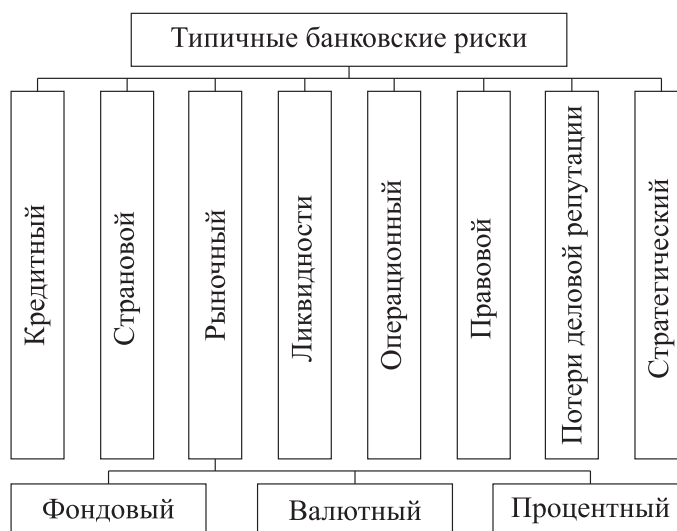 Типичные банковские риски
Кредитный
Страновой
Рыночный
Ликвидности
Операционный
Правовой
Потери деловой репутации
Стратегический
Фондовый
Валютный
Процентный